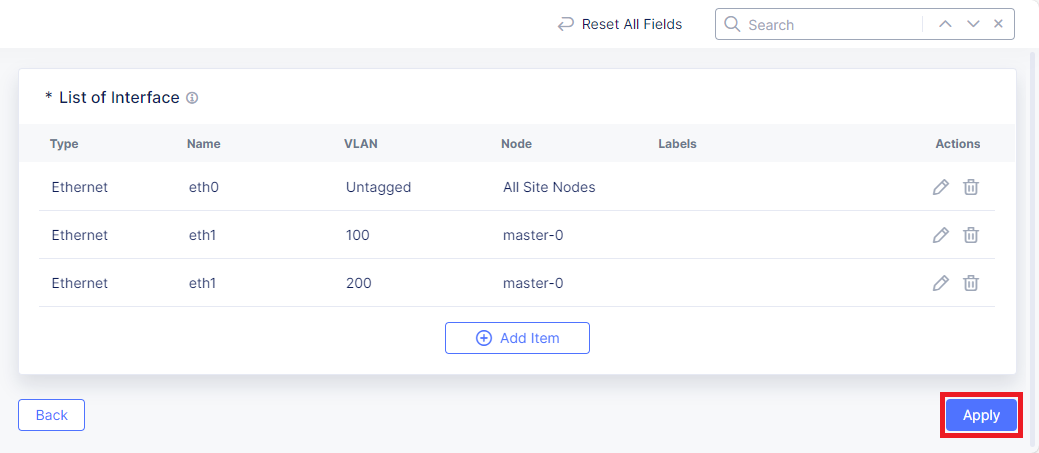 Reset All Fields Search
* List of Interface
Type Name VLAN Node Labels Actions
Ethernet eth0 Untagged All Site Nodes
Ethernet eth1 100 master-0
Ethernet eth1 200 master-0
Add Item
Back Apply